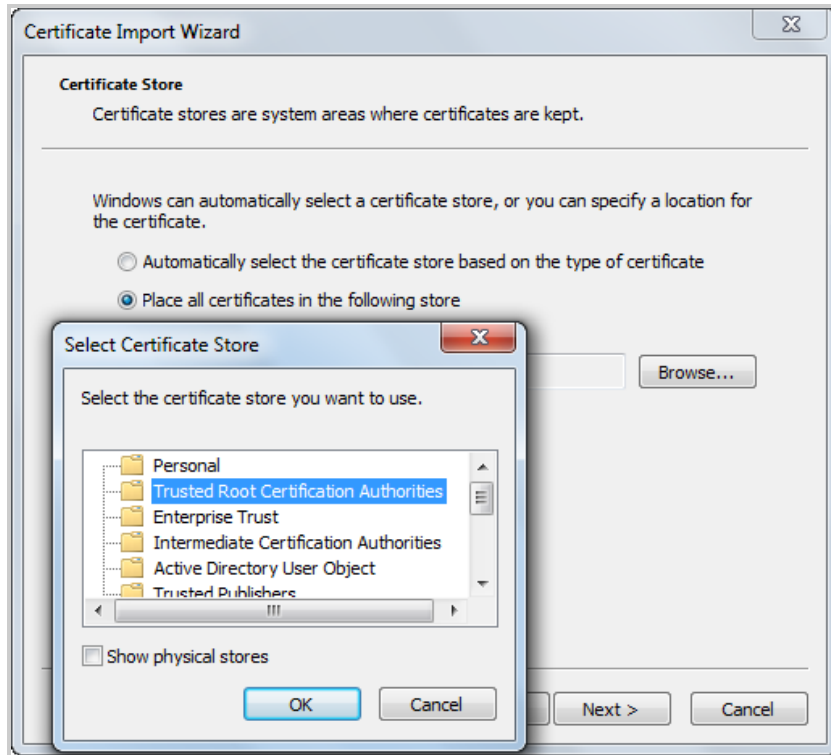 Certificate Import Wizard
Certificate Store
Certificate stores are system areas where certificates are kept.
Windows can automatically select a certificate store, or you can specify a location for
the certificate.
Automatically select the certificate store based on the type of certificate
Place all certificates in the following store
Browse...
Select Certificate Store
Select the certificate store you want to use.
Personal
Trusted Root Certification Authorities
Enterprise Trust
Intermediate Certification Authorities
Active Directory User Object
Trusted Publishers
Show physical stores
OK
Cancel
Next >
Cancel